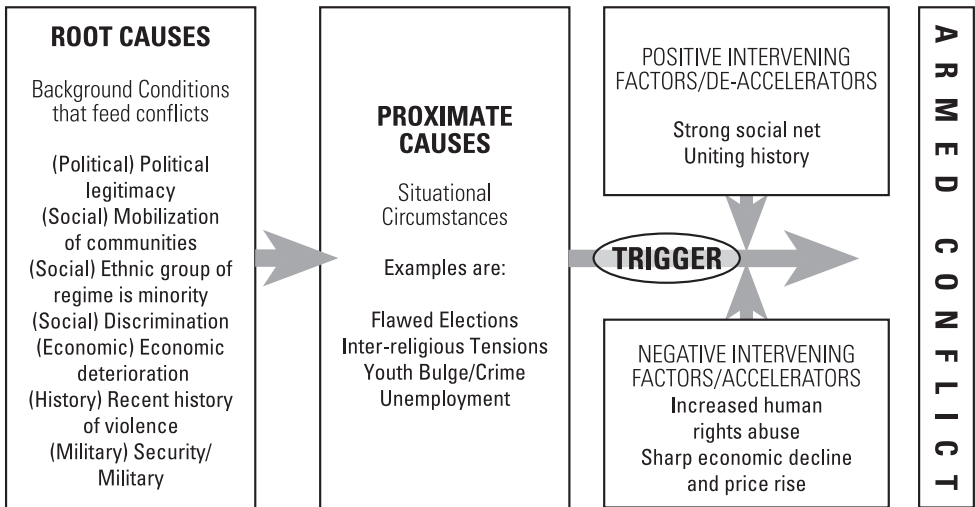 ROOT CAUSES
Background Conditions
that feed conflicts
(Political) Political
legitimacy
(Social) Mobilization
of communities
(Social) Ethnic group of
regime is minority
(Social) Discrimination
(Economic) Economic
deterioration
(History) Recent history
of violence
(Military) Security/
Military
PROXIMATE
CAUSES
Situational
Circumstances
Examples are:
Flawed Elections
Inter-religious Tensions
Youth Bulge/Crime
Unemployment
POSITIVE INTERVENING
FACTORS/DE-ACCELERATORS
Strong social net
Uniting history
TRIGGER
NEGATIVE INTERVENING
FACTORS/ACCELERATORS
Increased human
rights abuse
Sharp economic decline
and price rise
ARMED CONFLICT